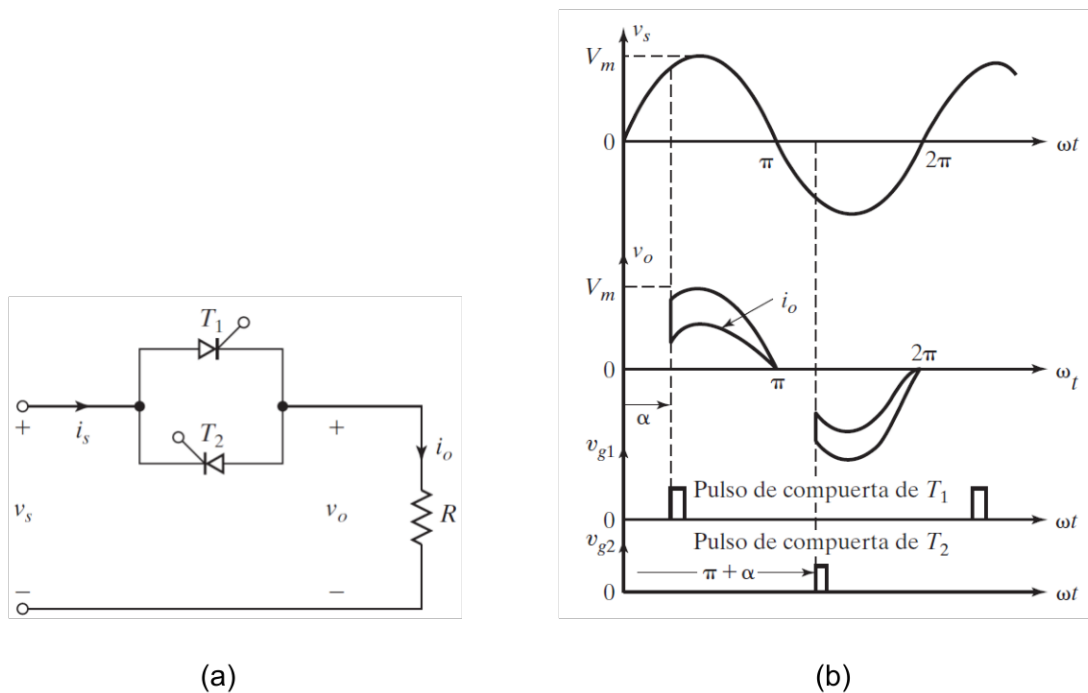 T1
+
is
T2
+
io
vs
vo
R
−
−
(a)
vs
Vm
0
π
2π
ωt
vo
Vm
io
0
π
2π
ωt
α
vg1
Pulso de compuerta de T1
0
ωt
vg2
Pulso de compuerta de T2
π + α
0
ωt
(b)